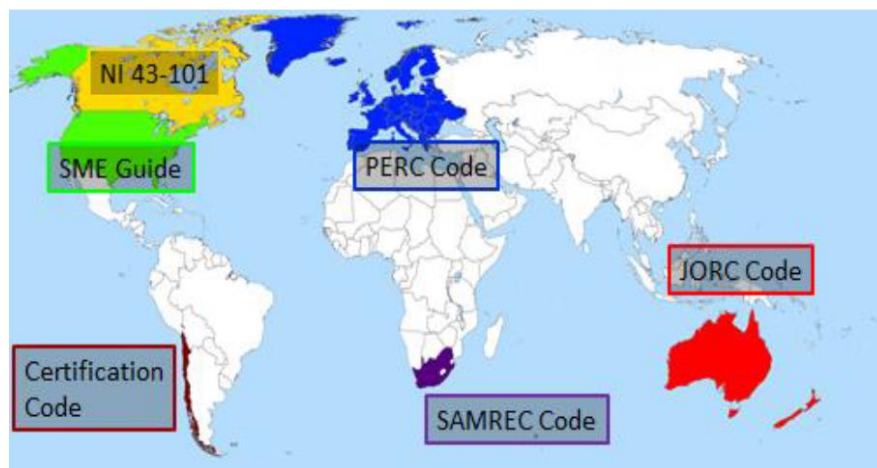 NI 43-101
SME Guide
PERC Code
JORC Code
Certification
Code
SAMREC Code